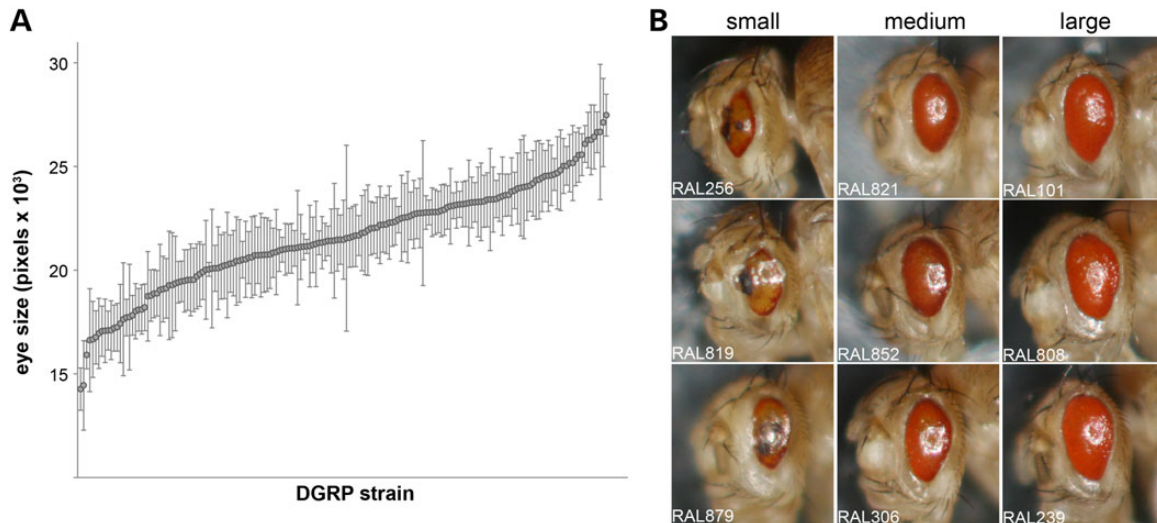 A
30
25
20
15
eye size (pixels x 10³)
DGRP strain
B
small medium large
RAL256 RAL821 RAL101
RAL819 RAL852 RAL808
RAL879 RAL306 RAL239